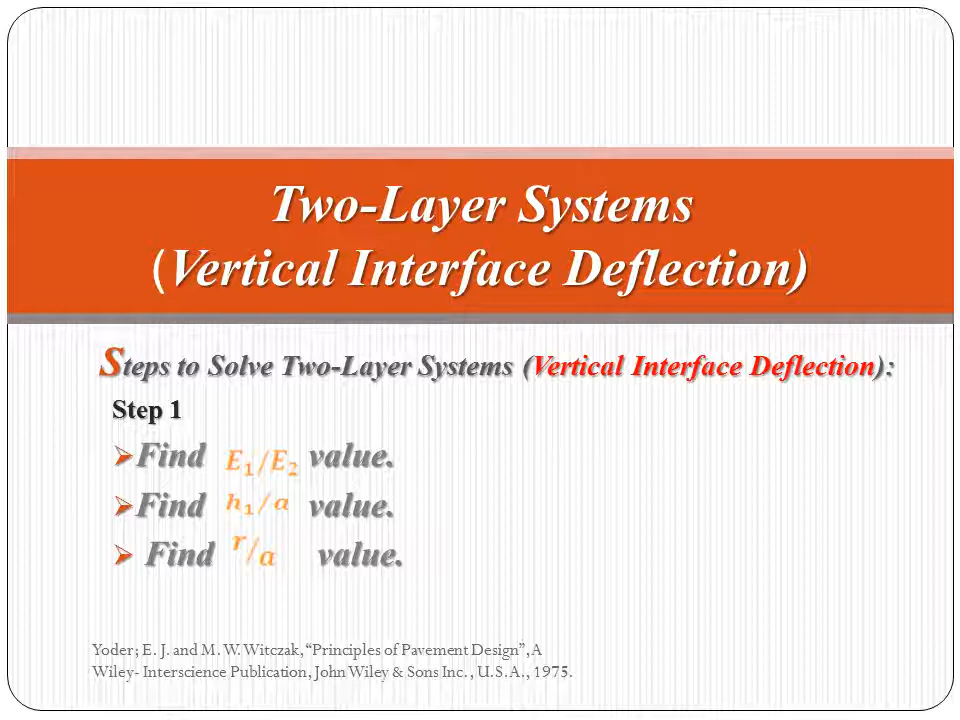 Two-Layer Systems
(Vertical Interface Deflection)
Steps to Solve Two-Layer Systems (Vertical Interface Deflection):
Step 1
➢Find E₁/E₂ value.
➢Find h₁/a value.
➢ Find r/a value.
Yoder; E. J. and M. W. Witczak, “Principles of Pavement Design”, A
Wiley- Interscience Publication, John Wiley & Sons Inc. , U.S.A., 1975.